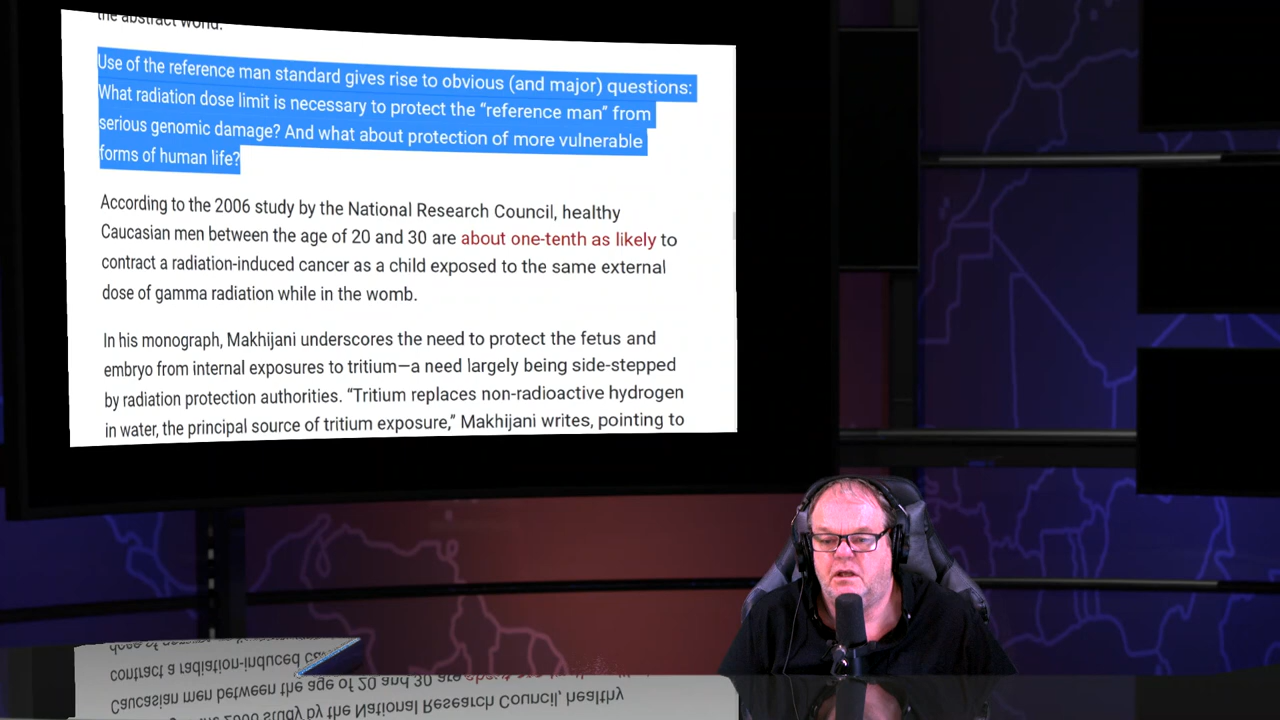 the abstract world.
Use of the reference man standard gives rise to obvious (and major) questions:
What radiation dose limit is necessary to protect the “reference man” from
serious genomic damage? And what about protection of more vulnerable
forms of human life?
According to the 2006 study by the National Research Council, healthy
Caucasian men between the age of 20 and 30 are about one-tenth as likely to
contract a radiation-induced cancer as a child exposed to the same external
dose of gamma radiation while in the womb.
In his monograph, Makhijani underscores the need to protect the fetus and
embryo from internal exposures to tritium—a need largely being side-stepped
by radiation protection authorities. “Tritium replaces non-radioactive hydrogen
in water, the principal source of tritium exposure,” Makhijani writes, pointing to